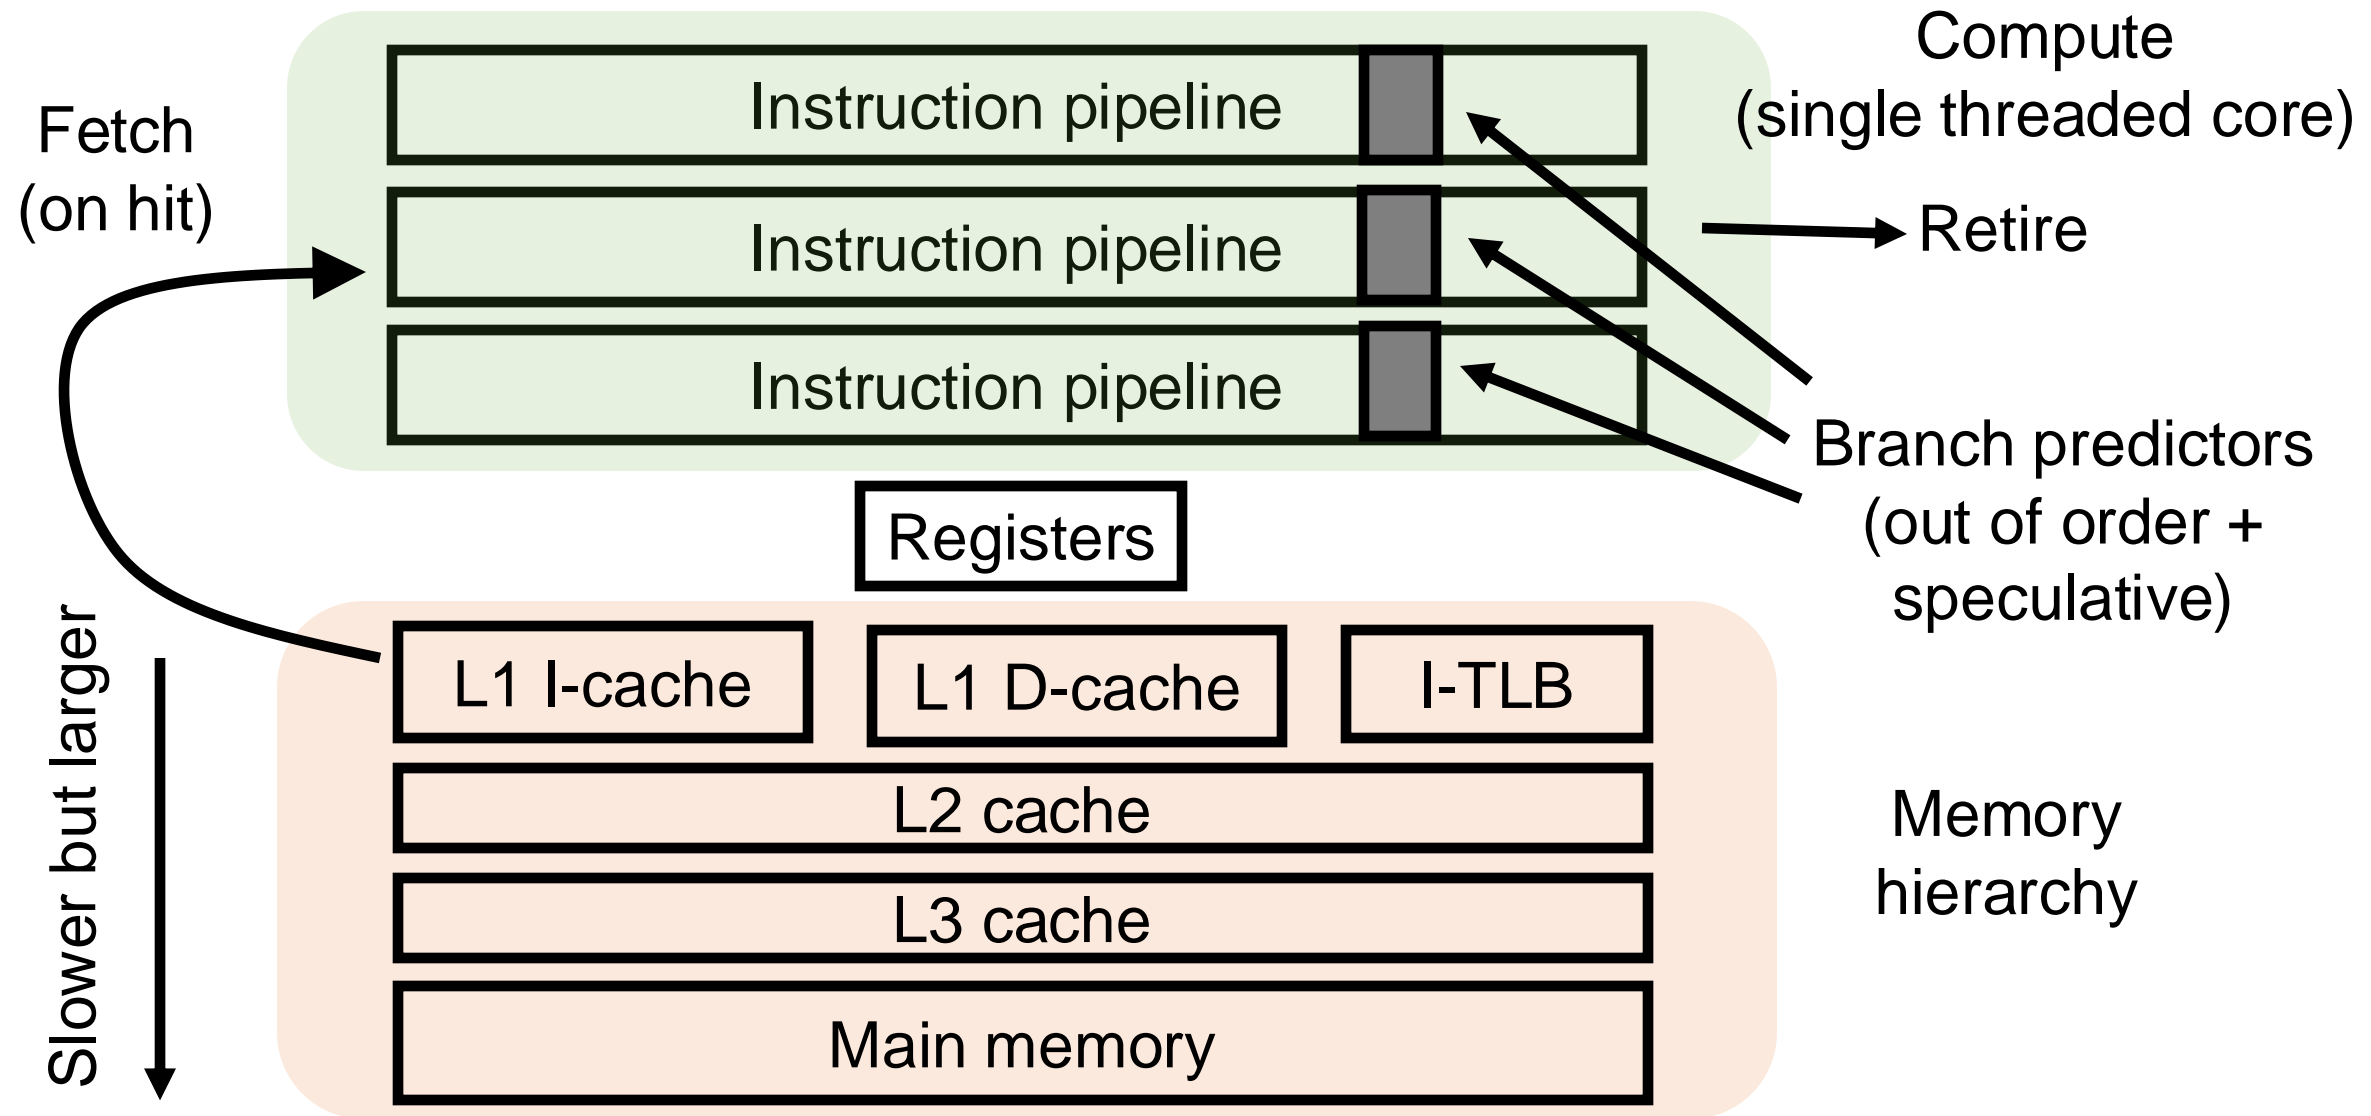 Compute
(single threaded core)
Fetch
(on hit)
Instruction pipeline
Instruction pipeline
Instruction pipeline
Retire
Branch predictors
(out of order +
speculative)
Registers
Slower but larger
L1 I-cache
L1 D-cache
I-TLB
L2 cache
L3 cache
Main memory
Memory
hierarchy